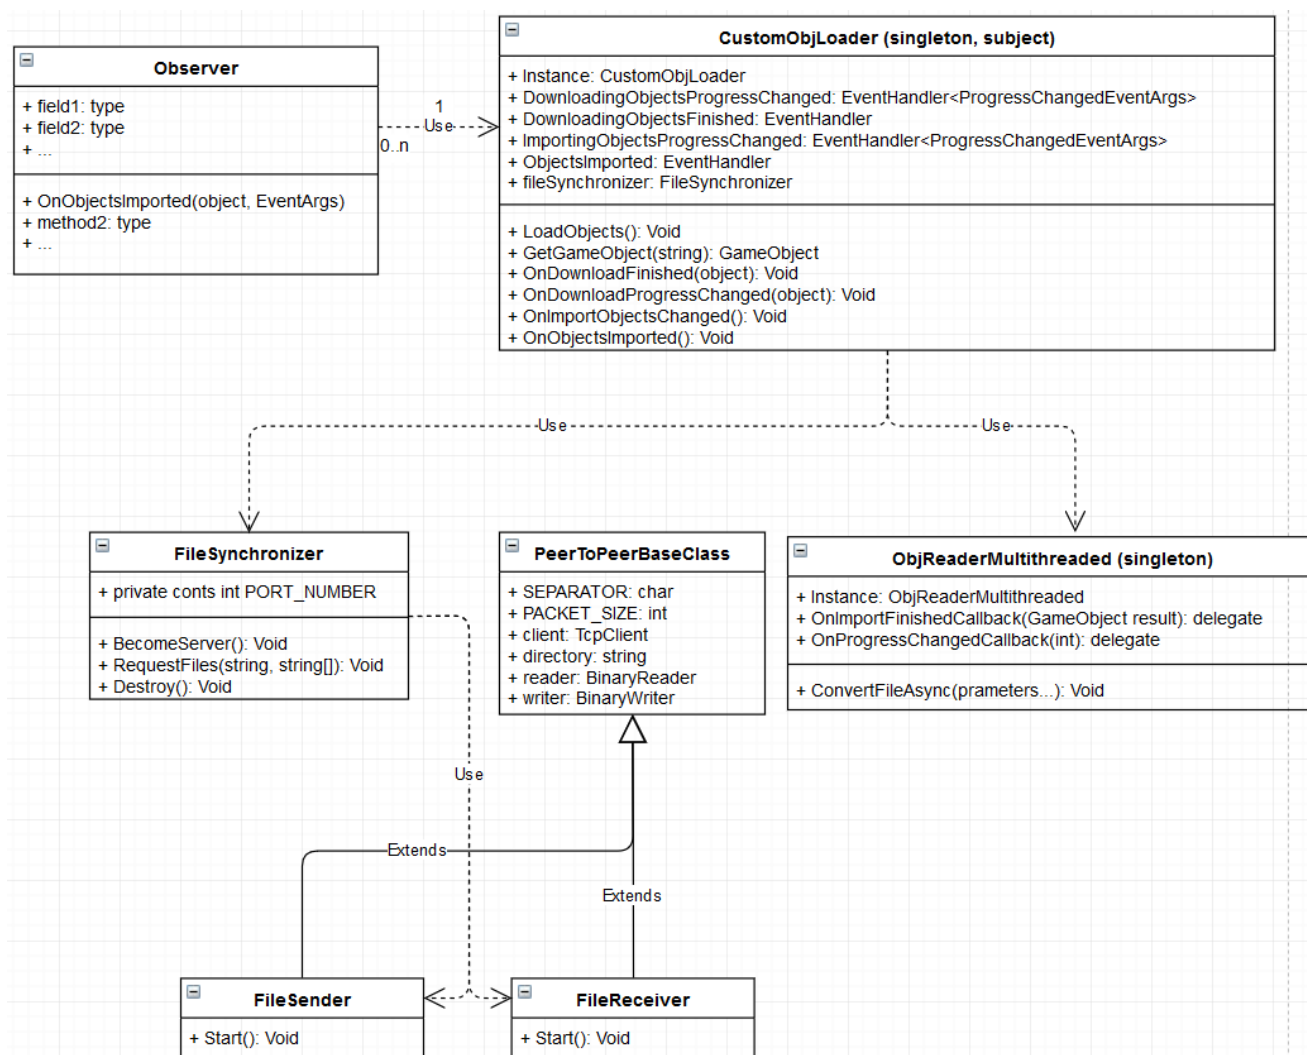 Observer
+ field1: type
+ field2: type
+ ...
+ OnObjectsImported(object, EventArgs)
+ method2: type
+ ...
1
Use
0..n
CustomObjLoader (singleton, subject)
+ Instance: CustomObjLoader
+ DownloadingObjectsProgressChanged: EventHandler<ProgressChangedEventArgs>
+ DownloadingObjectsFinished: EventHandler
+ ImportingObjectsProgressChanged: EventHandler<ProgressChangedEventArgs>
+ ObjectsImported: EventHandler
+ fileSynchronizer: FileSynchronizer
+ LoadObjects(): Void
+ GetGameObject(string): GameObject
+ OnDownloadFinished(object): Void
+ OnDownloadProgressChanged(object): Void
+ OnImportObjectsChanged(): Void
+ OnObjectsImported(): Void
Use
Use
FileSynchronizer
+ private conts int PORT_NUMBER
+ BecomeServer(): Void
+ RequestFiles(string, string[]): Void
+ Destroy(): Void
PeerToPeerBaseClass
+ SEPARATOR: char
+ PACKET_SIZE: int
+ client: TcpClient
+ directory: string
+ reader: BinaryReader
+ writer: BinaryWriter
ObjReaderMultithreaded (singleton)
+ Instance: ObjReaderMultithreaded
+ OnImportFinishedCallback(GameObject result): delegate
+ OnProgressChangedCallback(int): delegate
+ ConvertFileAsync(prameters...): Void
Use
Extends
Extends
FileSender
+ Start(): Void
FileReceiver
+ Start(): Void